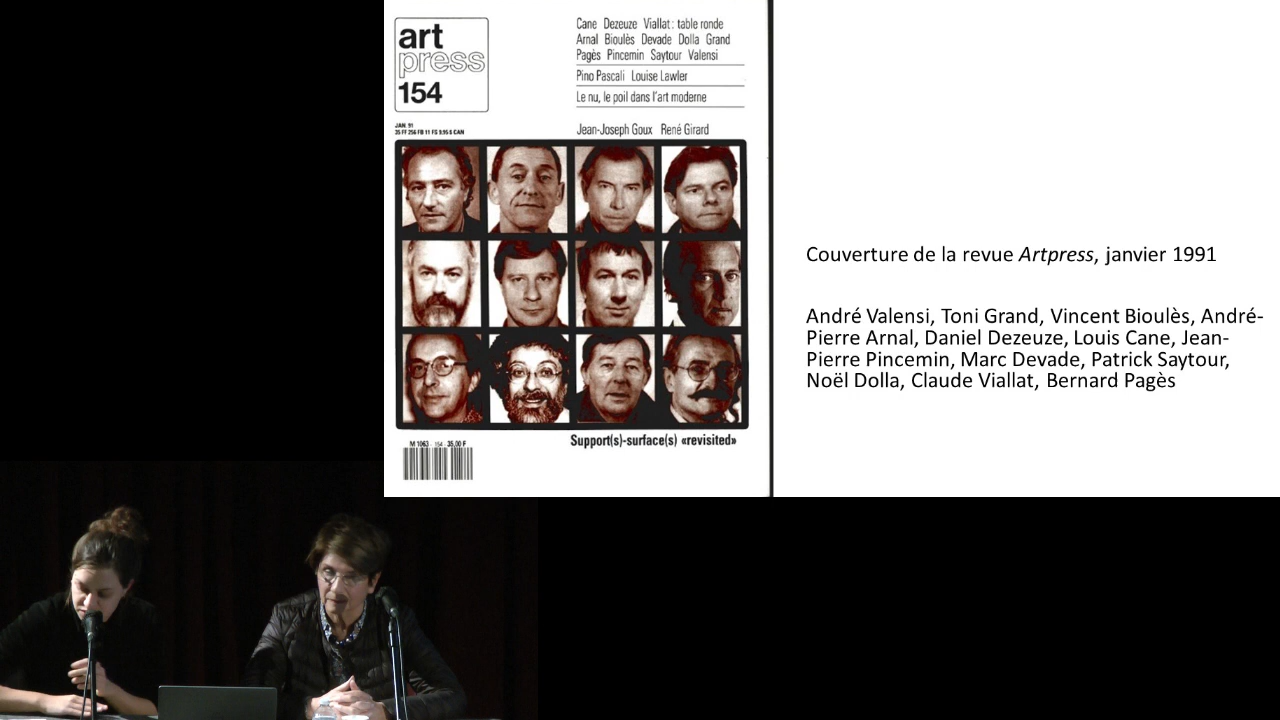 art
press
154
JAN. 91
Cane Dezeuze Viallat : table ronde
Arnal Bioulès Devade Dolla Grand
Pagès Pincemin Saytour Valensi
Pino Pascali Louise Lawler
Le nu, le poil dans l'art moderne
Jean-Joseph Goux René Girard
M 1063 - 154 - 35,00 F
Support(s)-surface(s) «revisited»
Couverture de la revue Artpress, janvier 1991
André Valensi, Toni Grand, Vincent Bioulès, André-
Pierre Arnal, Daniel Dezeuze, Louis Cane, Jean-
Pierre Pincemin, Marc Devade, Patrick Saytour,
Noël Dolla, Claude Viallat, Bernard Pagès